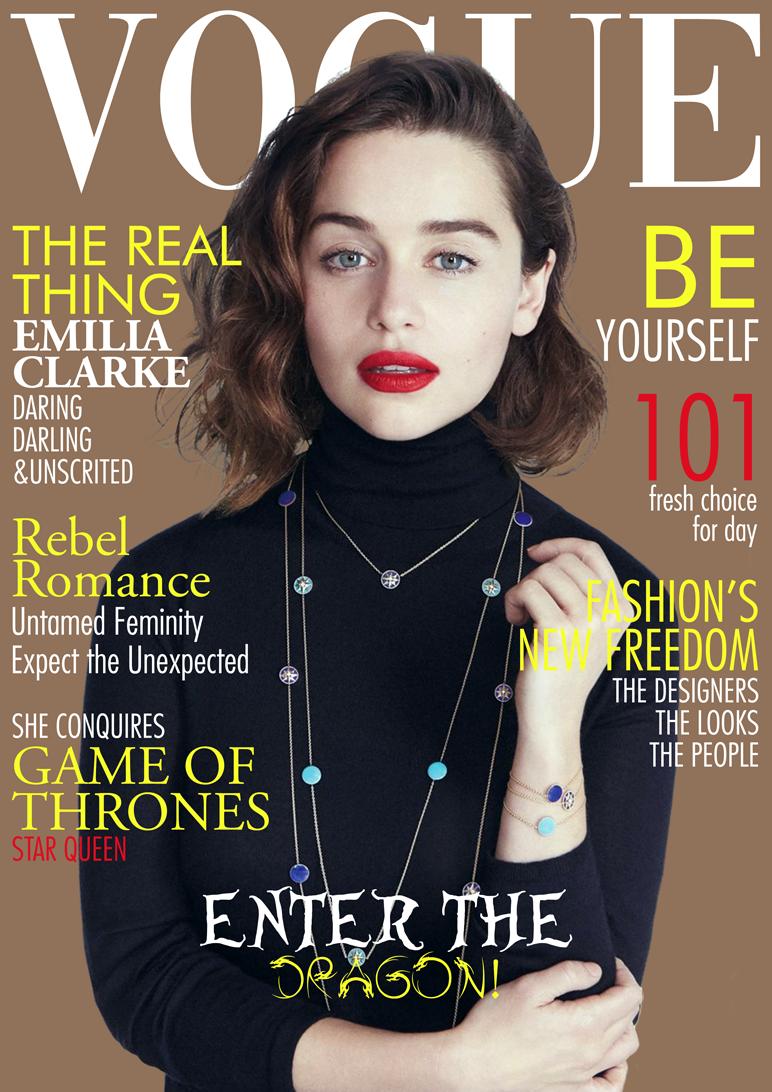 VOGUE
THE REAL
THING
EMILIA
CLARKE
DARING
DARLING
&UNSCRITED
Rebel
Romance
Untamed Feminity
Expect the Unexpected
SHE CONQUIRES
GAME OF
THRONES
STAR QUEEN
BE
YOURSELF
101
fresh choice
for day
FASHION'S
NEW FREEDOM
THE DESIGNERS
THE LOOKS
THE PEOPLE
ENTER THE
DRAGON!